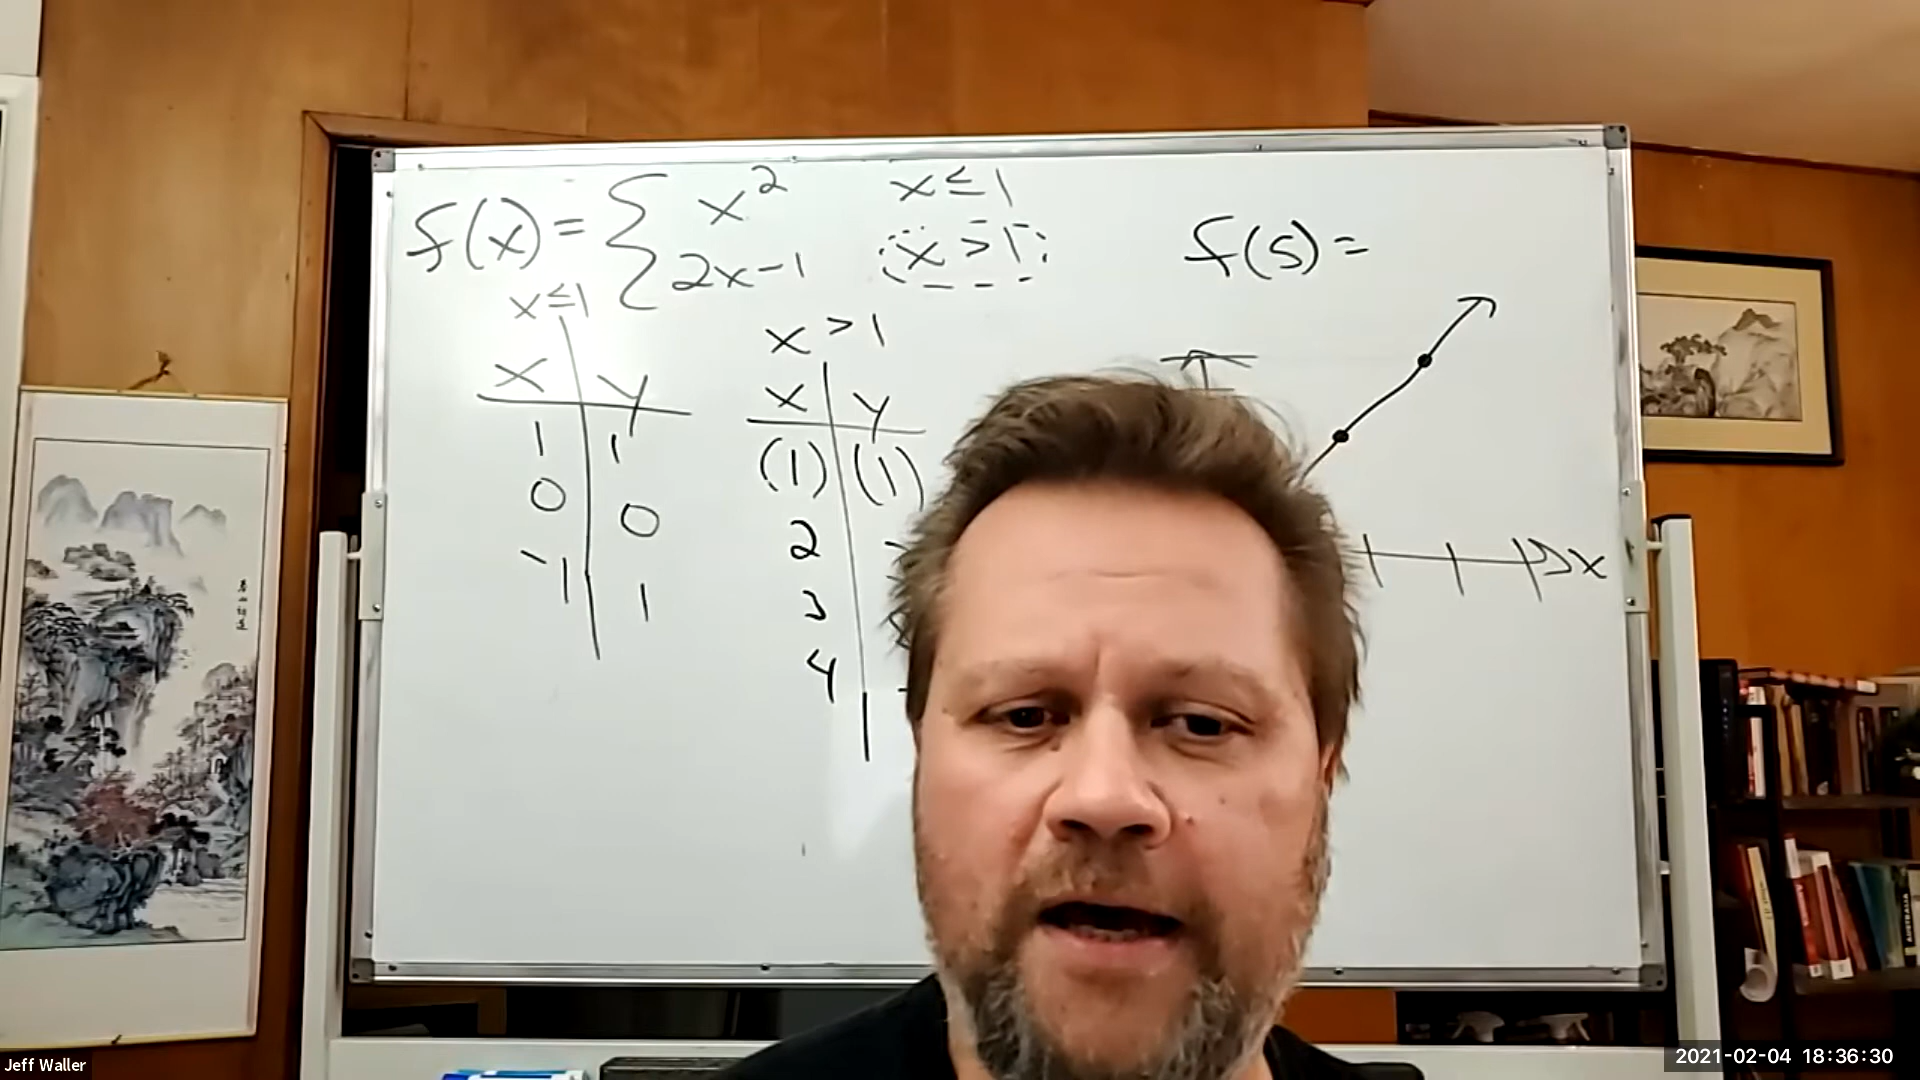 f(x) = { x² x ≤ 1
2x-1 x > 1
f(5) =
x ≤ 1
x y
1 1
0 0
-1 1
x > 1
x y
(1) (1)
2
3
4
x
Jeff Waller
2021-02-04 18:36:30
AUSTRALIA